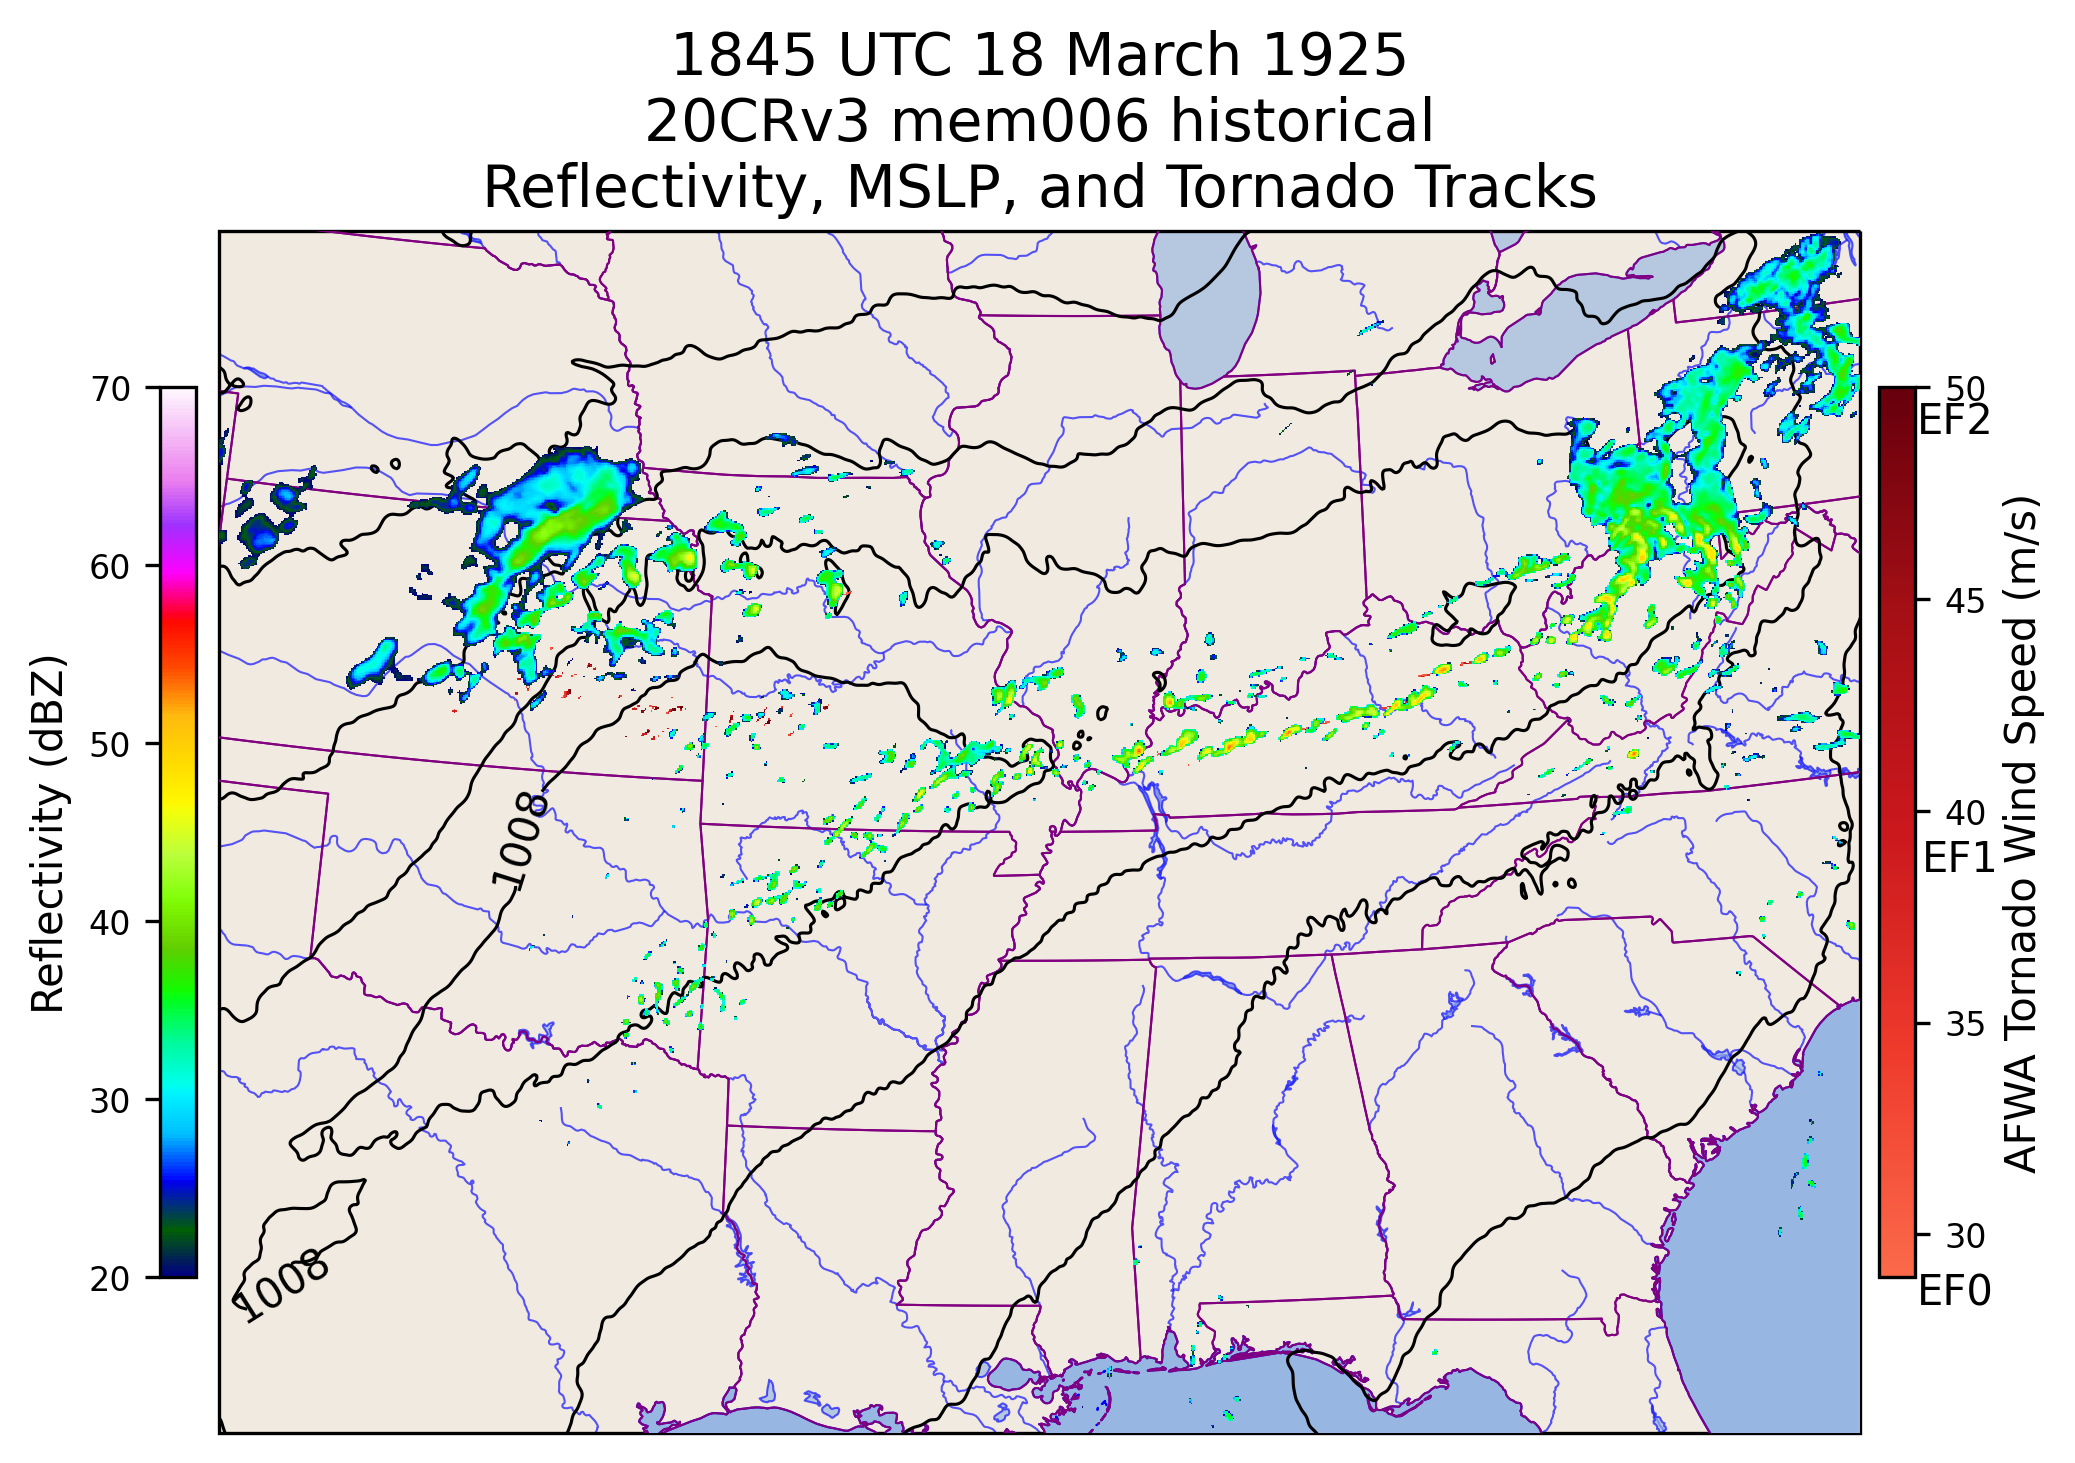 1845 UTC 18 March 1925
20CRv3 mem006 historical
Reflectivity, MSLP, and Tornado Tracks
70
60
50
40
30
20
Reflectivity (dBZ)
1008
1008
50
EF2
45
40
EF1
35
30
EF0
AFWA Tornado Wind Speed (m/s)